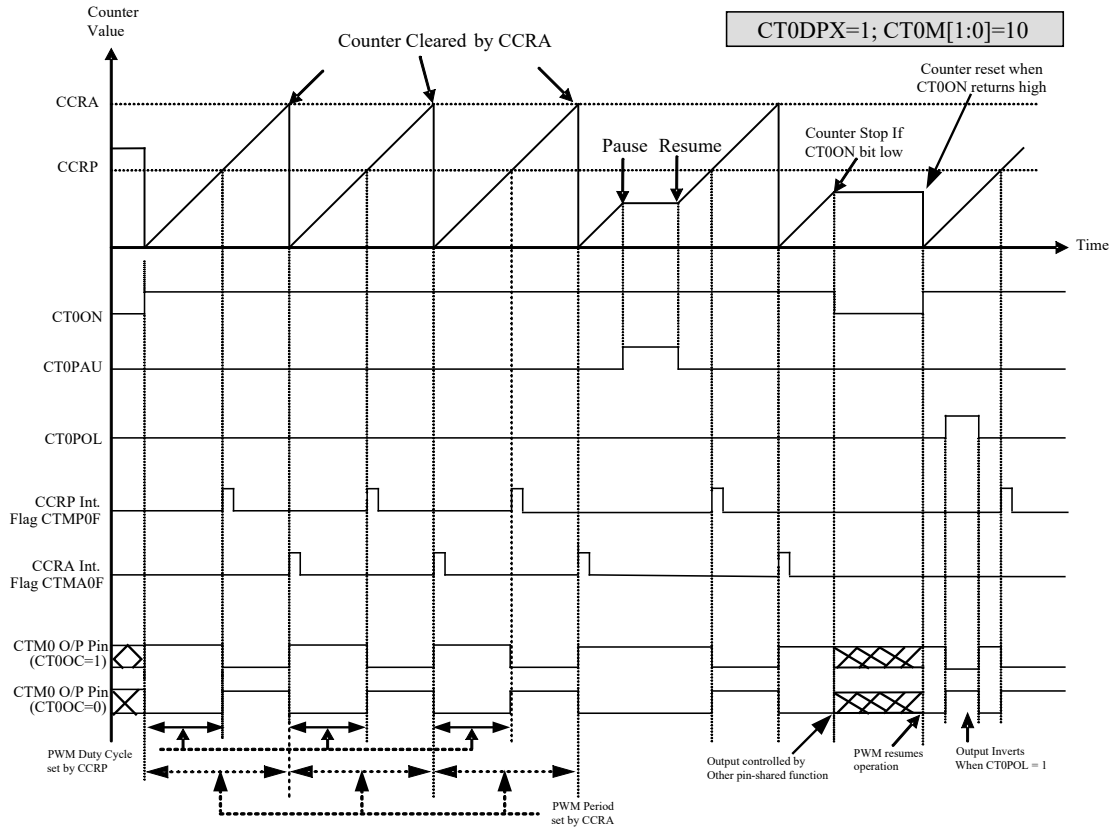 Counter
Value
CT0DPX=1; CT0M[1:0]=10
Counter Cleared by CCRA
Counter reset when
CT0ON returns high
CCRA
Pause
Resume
Counter Stop If
CT0ON bit low
CCRP
Time
CT0ON
CT0PAU
CT0POL
CCRP Int.
Flag CTMP0F
CCRA Int.
Flag CTMA0F
CTM0 O/P Pin
(CT0OC=1)
CTM0 O/P Pin
(CT0OC=0)
PWM Duty Cycle
set by CCRP
Output controlled by
Other pin-shared function
PWM resumes
operation
Output Inverts
When CT0POL = 1
PWM Period
set by CCRA